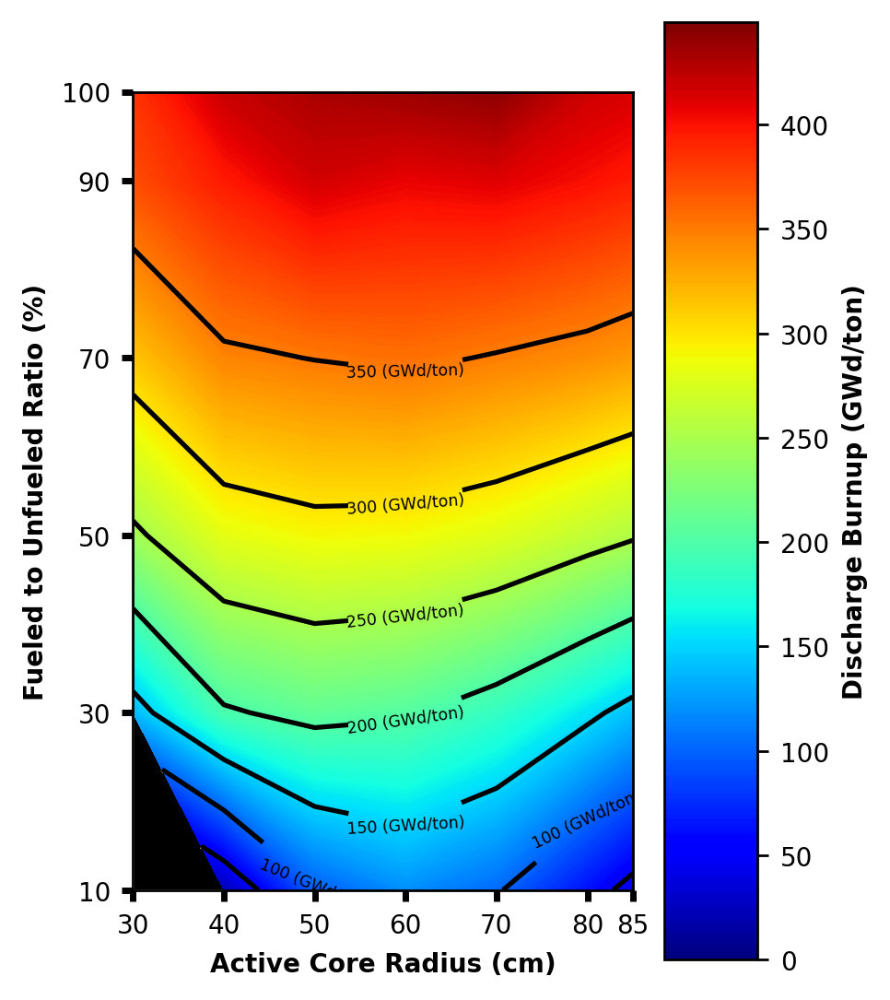 100
90
70
50
30
10
30
40
50
60
70
80
85
Fueled to Unfueled Ratio (%)
Active Core Radius (cm)
350 (GWd/ton)
300 (GWd/ton)
250 (GWd/ton)
200 (GWd/ton)
150 (GWd/ton)
100 (GWd/ton
100 (GWd
400
350
300
250
200
150
100
50
0
Discharge Burnup (GWd/ton)